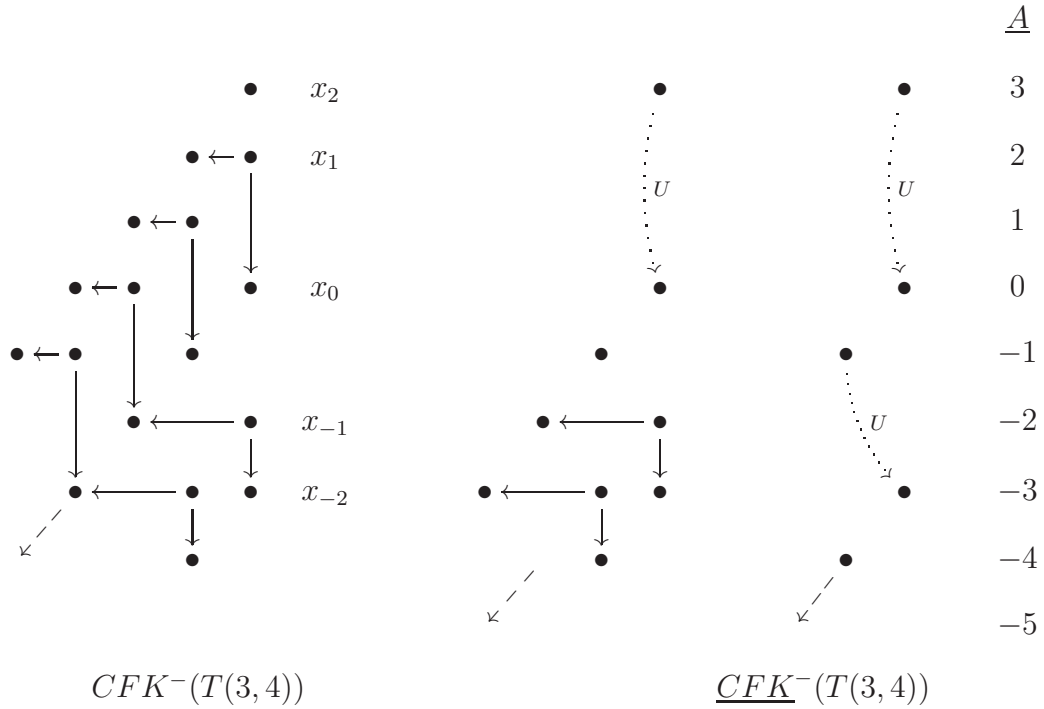 A
x₂ 3
x₁ 2
U U
1
x₀ 0
−1
x₋₁ U −2
x₋₂ −3
−4
−5
CFK⁻(T(3, 4)) CFK⁻(T(3, 4))